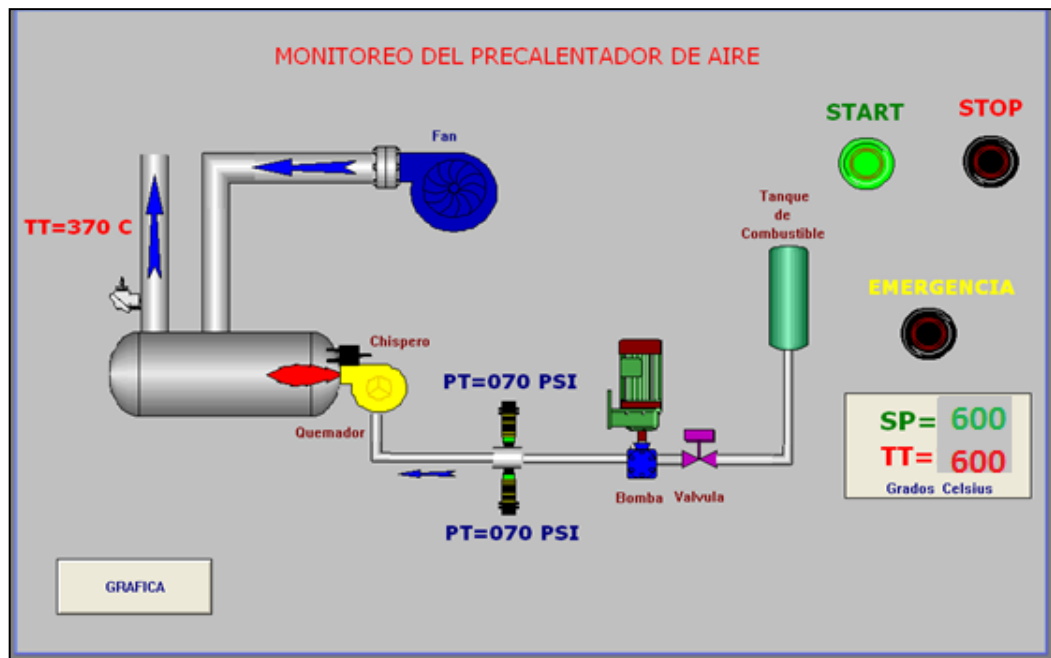 MONITOREO DEL PRECALENTADOR DE AIRE
START
STOP
Fan
Tanque
de
Combustible
TT=370 C
EMERGENCIA
Chispero
PT=070 PSI
Quemador
SP= 600
TT= 600
Grados Celsius
Bomba
Valvula
PT=070 PSI
GRAFICA